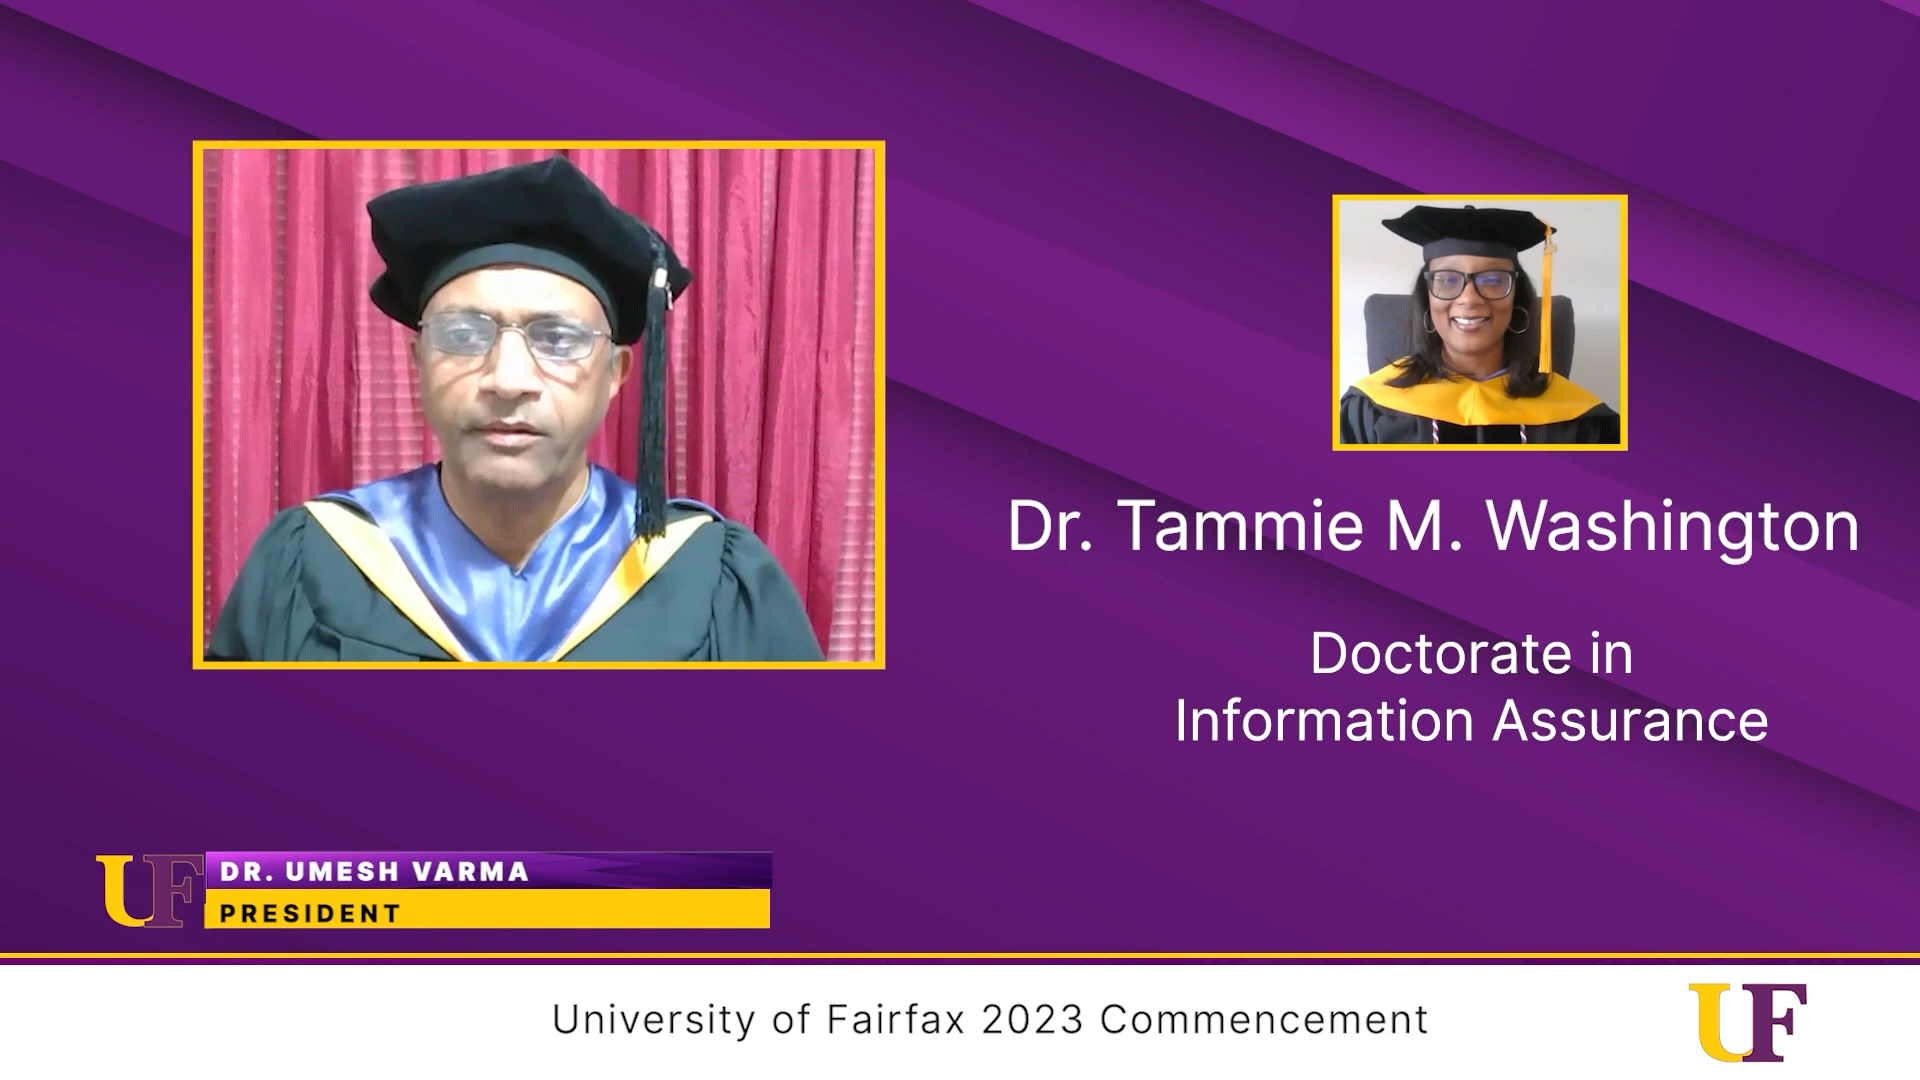 Dr. Tammie M. Washington
Doctorate in
Information Assurance
UF
DR. UMESH VARMA
PRESIDENT
University of Fairfax 2023 Commencement
UF